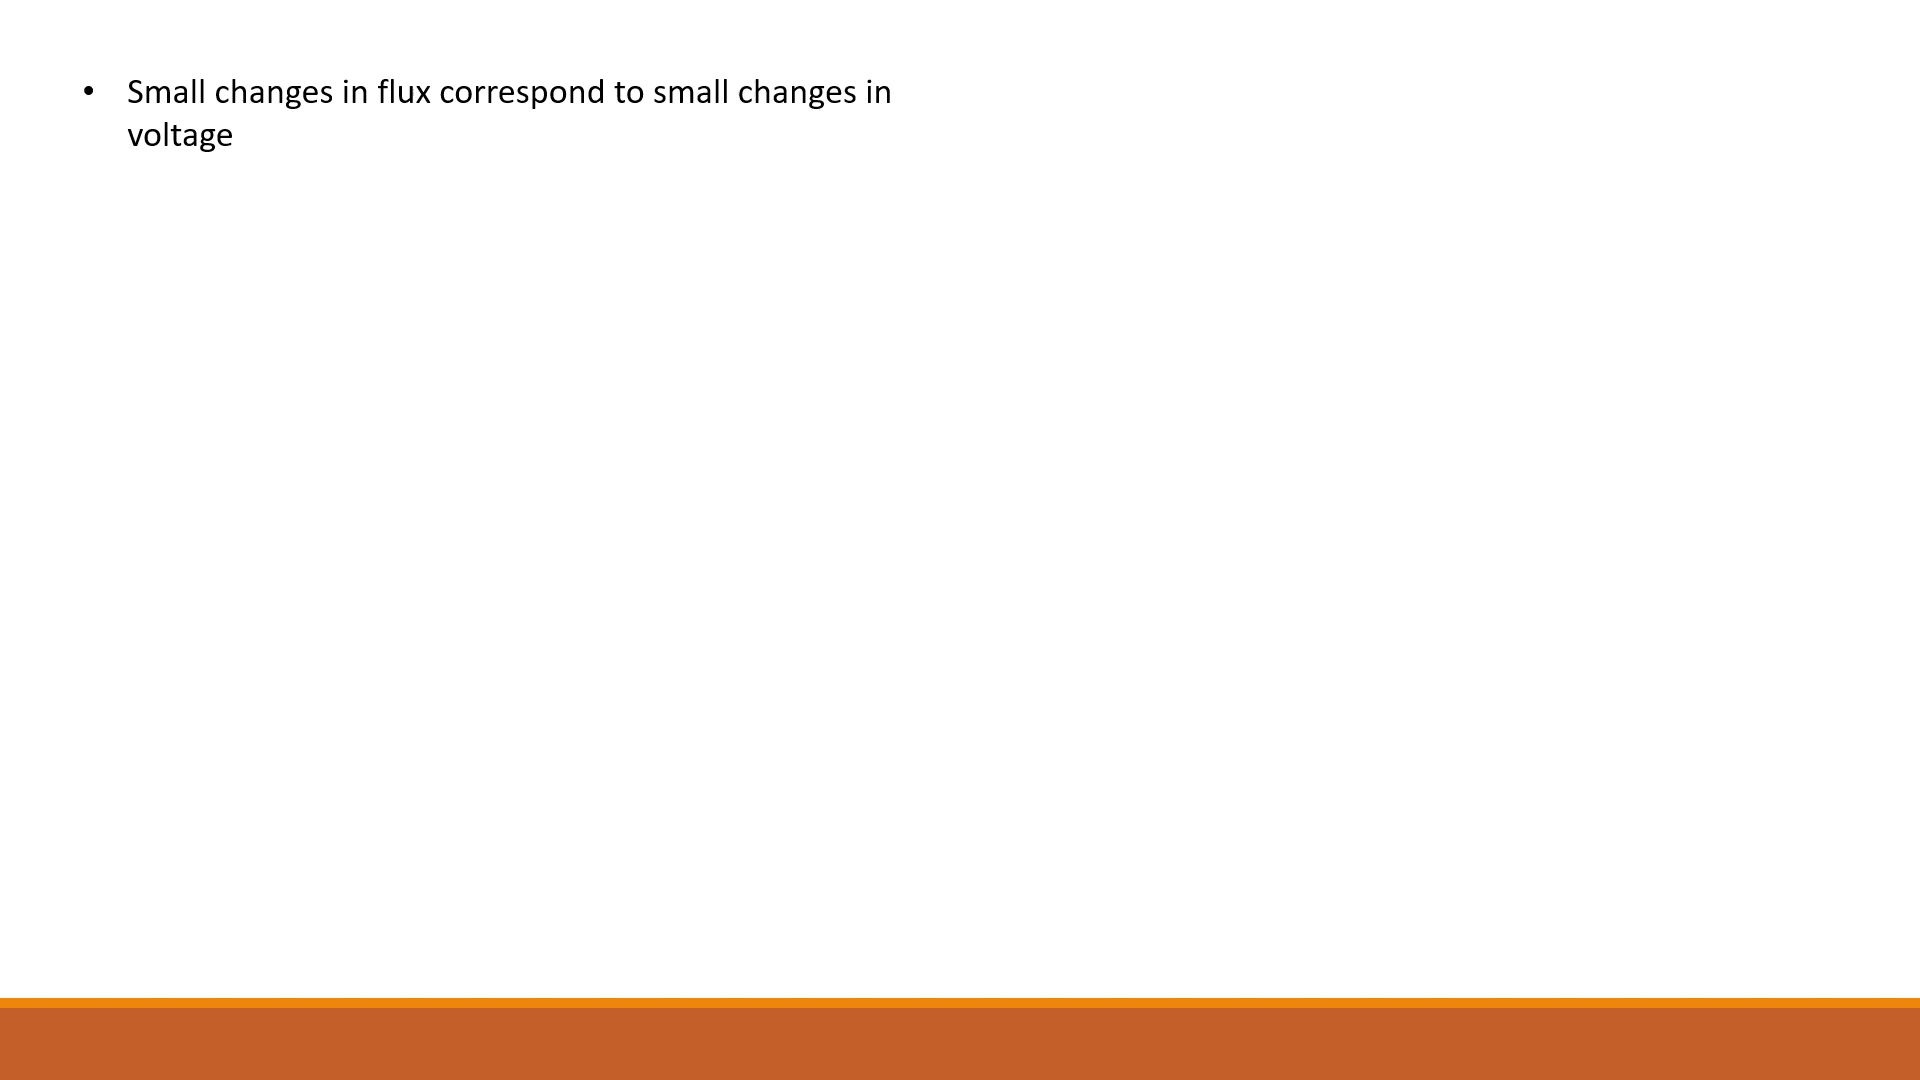 • Small changes in flux correspond to small changes in
voltage